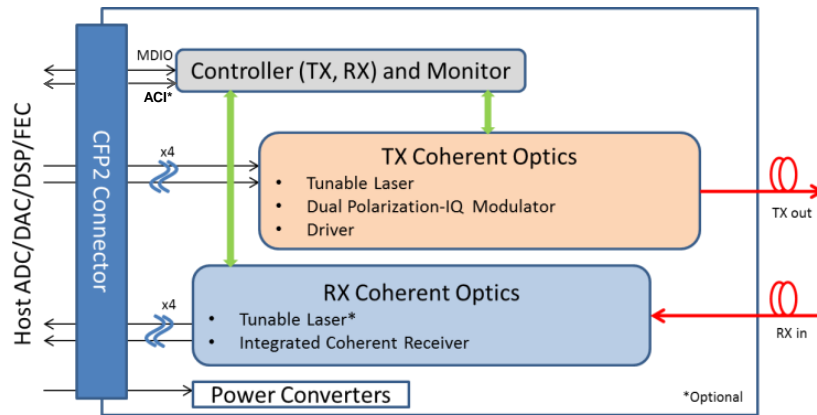 MDIO
ACI*
Controller (TX, RX) and Monitor
Host ADC/DAC/DSP/FEC
CFP2 Connector
x4
TX Coherent Optics
• Tunable Laser
• Dual Polarization-IQ Modulator
• Driver
TX out
x4
RX Coherent Optics
• Tunable Laser*
• Integrated Coherent Receiver
RX in
Power Converters
*Optional